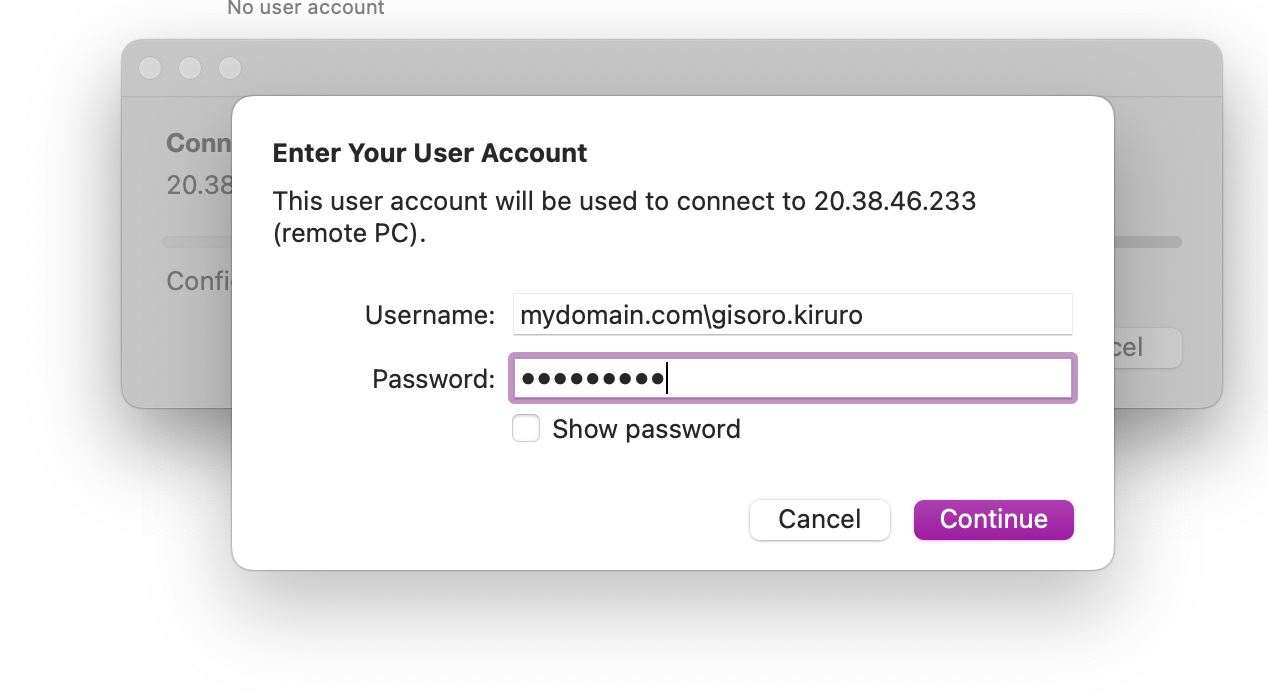 No user account
Enter Your User Account
This user account will be used to connect to 20.38.46.233
(remote PC).
Conn
20.38
Confi
Username: mydomain.com\gisoro.kiruro
Password: ●●●●●●●●●
Show password
cel
Cancel Continue